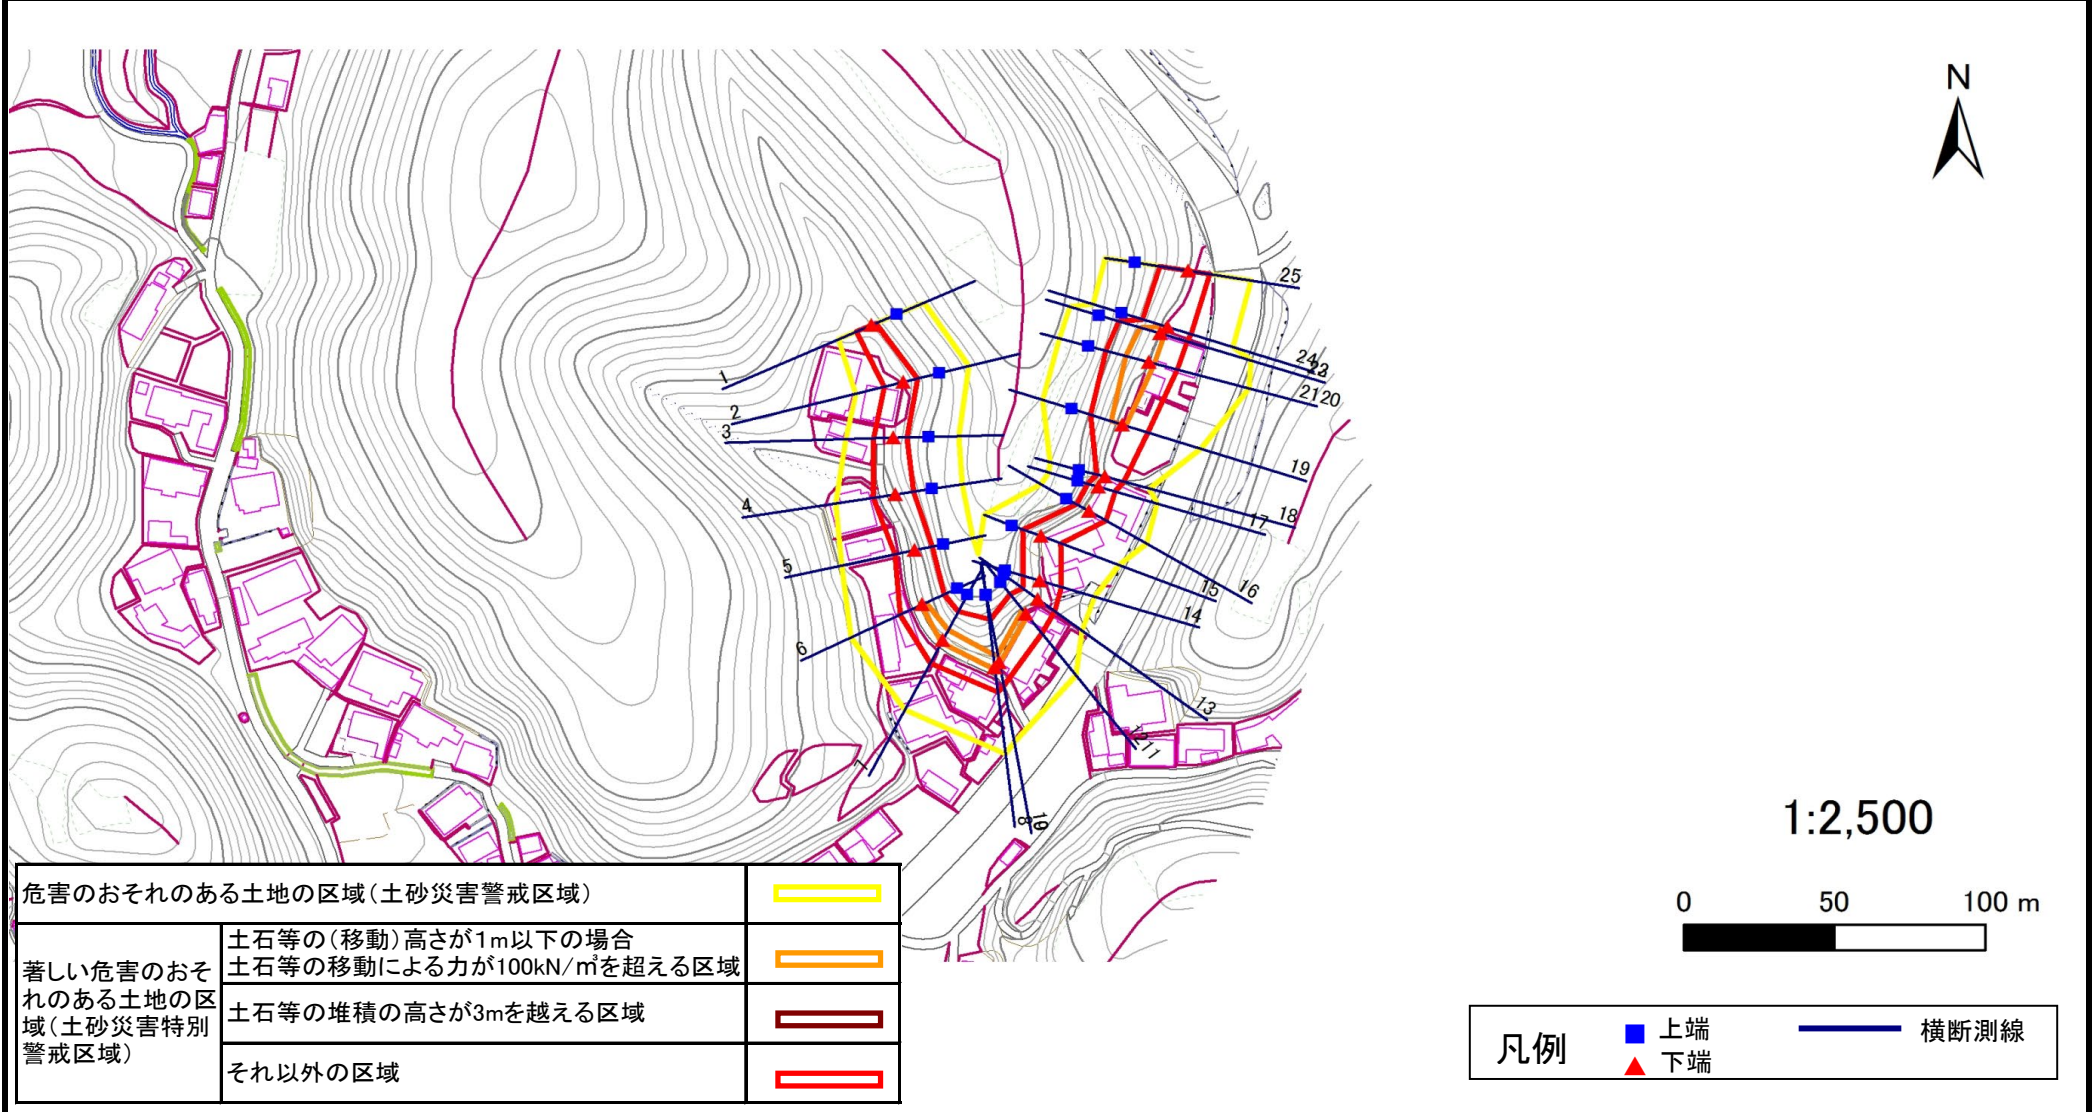 N
25
24
23
22
21
20
1
2
3
19
4
18
17
5
16
15
14
6
13
12
11
7
8
10
1:2,500
0 50 100 m
危害のおそれのある土地の区域(土砂災害警戒区域)
著しい危害のおそ
れのある土地の区
域(土砂災害特別
警戒区域)
土石等の(移動)高さが1m以下の場合
土石等の移動による力が100kN/㎡を超える区域
土石等の堆積の高さが3mを越える区域
それ以外の区域
凡例
上端
下端
横断測線